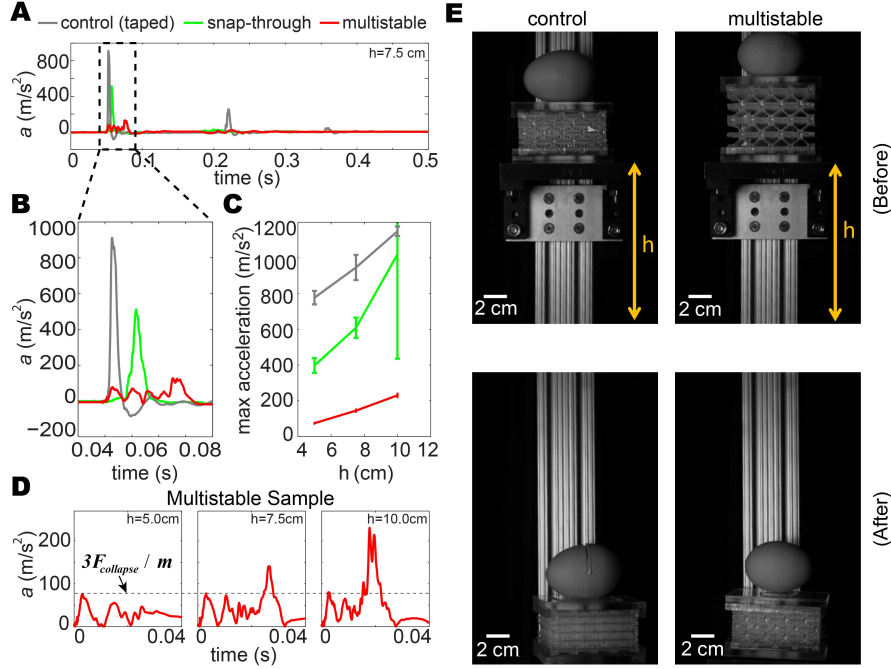 A
control (taped) snap-through multistable
h=7.5 cm
800
400
0
a (m/s²)
0 0.1 0.2 0.3 0.4 0.5
time (s)
B
1000
800
600
400
200
0
−200
a (m/s²)
0.04 0.06 0.08
time (s)
C
1200
1000
800
600
400
200
0
max acceleration (m/s²)
4 6 8 10 12
h (cm)
D
Multistable Sample
h=5.0cm h=7.5cm h=10.0cm
200
100
0
a (m/s²)
3Fcollapse / m
0 0.04 0 0.04 0 0.04
time (s)
E
control multistable
h h
2 cm 2 cm
(Before)
2 cm 2 cm
(After)